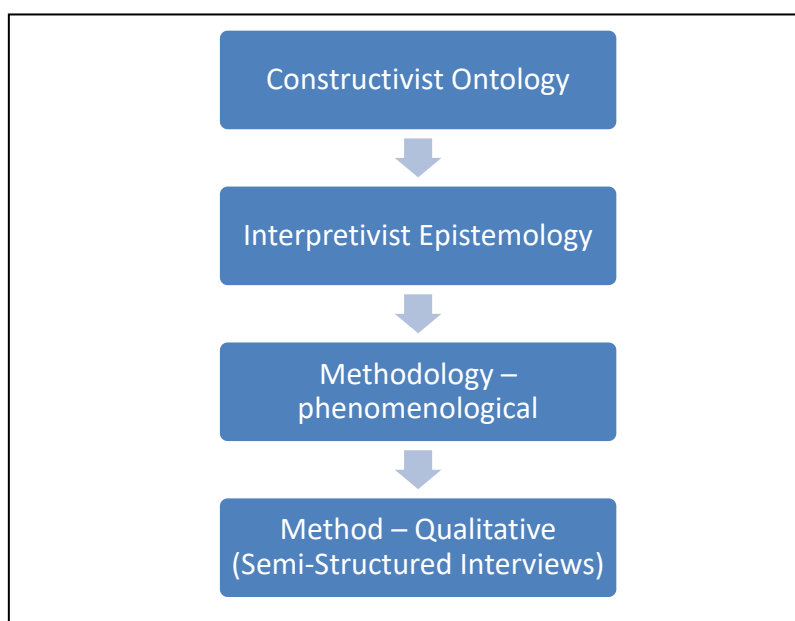 Constructivist Ontology
Interpretivist Epistemology
Methodology –
phenomenological
Method – Qualitative
(Semi-Structured Interviews)